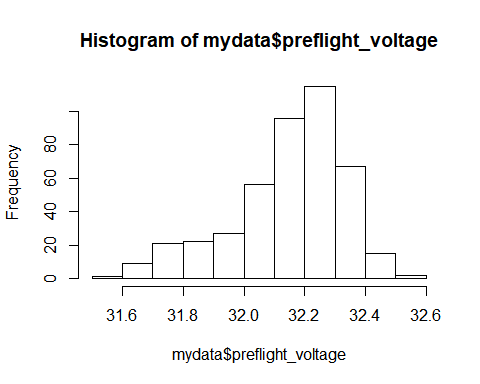 Histogram of mydata$preflight_voltage
Frequency
80
60
40
20
0
31.6 31.8 32.0 32.2 32.4 32.6
mydata$preflight_voltage